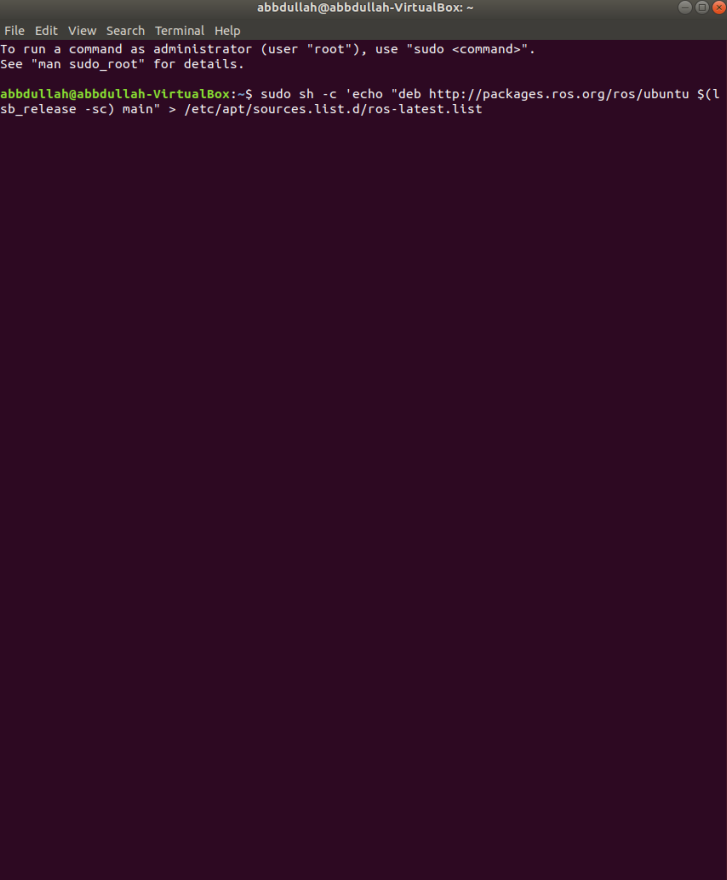 abbdullah@abbdullah-VirtualBox: ~
File Edit View Search Terminal Help
To run a command as administrator (user "root"), use "sudo <command>".
See "man sudo_root" for details.
abbdullah@abbdullah-VirtualBox:~$ sudo sh -c 'echo "deb http://packages.ros.org/ros/ubuntu $(l
sb_release -sc) main" > /etc/apt/sources.list.d/ros-latest.list